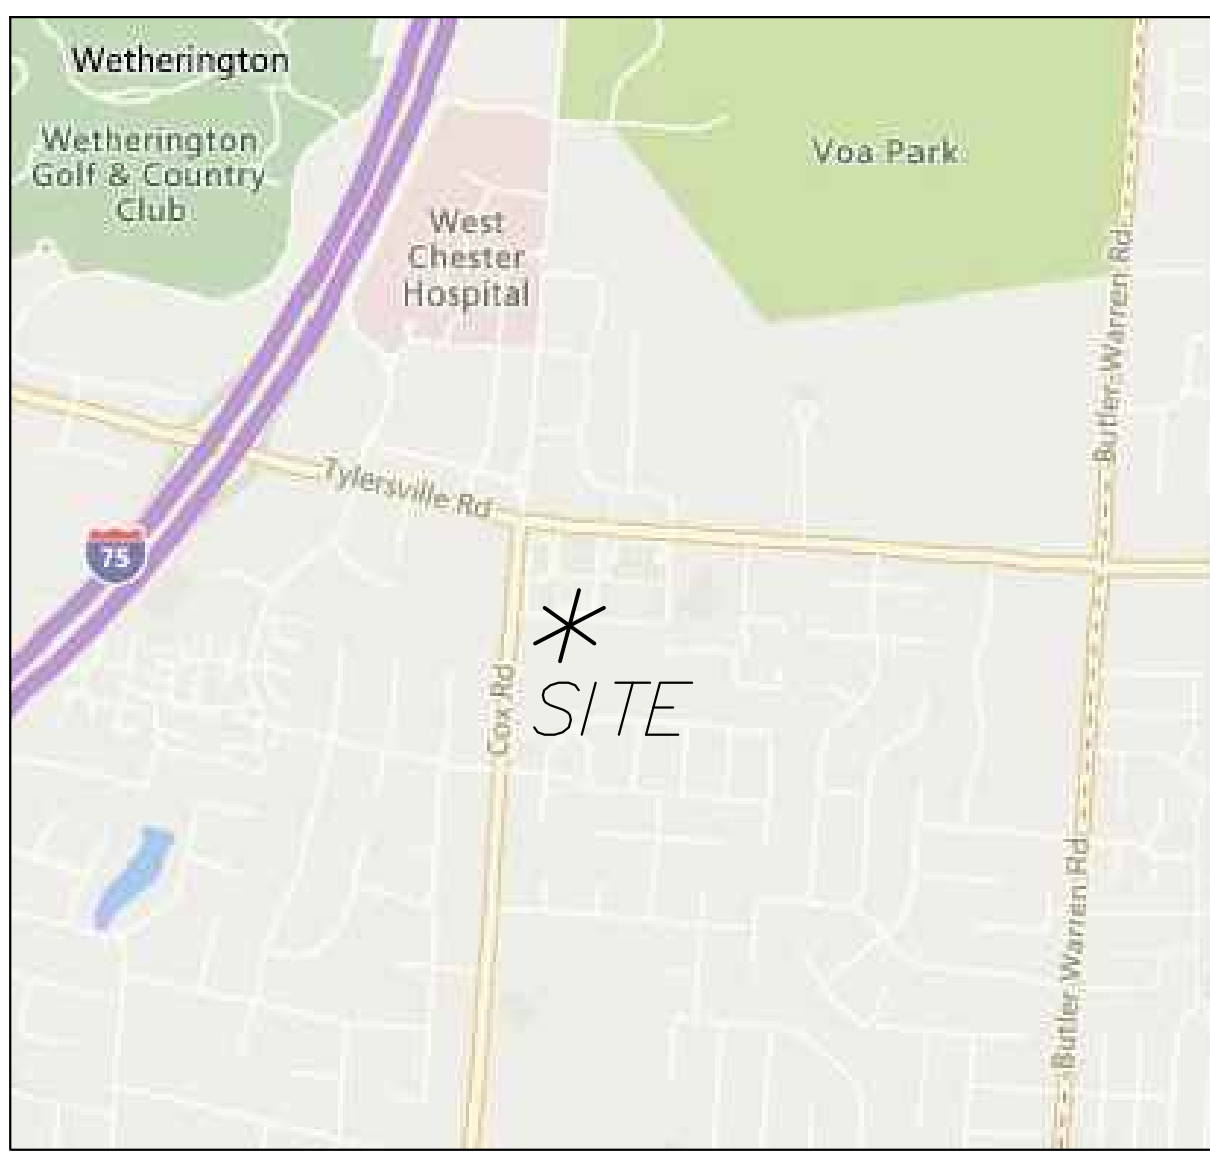 Wetherington
Wetherington
Golf & Country
Club
Voa Park
West
Chester
Hospital
Butler-Warren Rd
Tylersville Rd
75
Cox Rd
SITE
Butler-Warren Rd